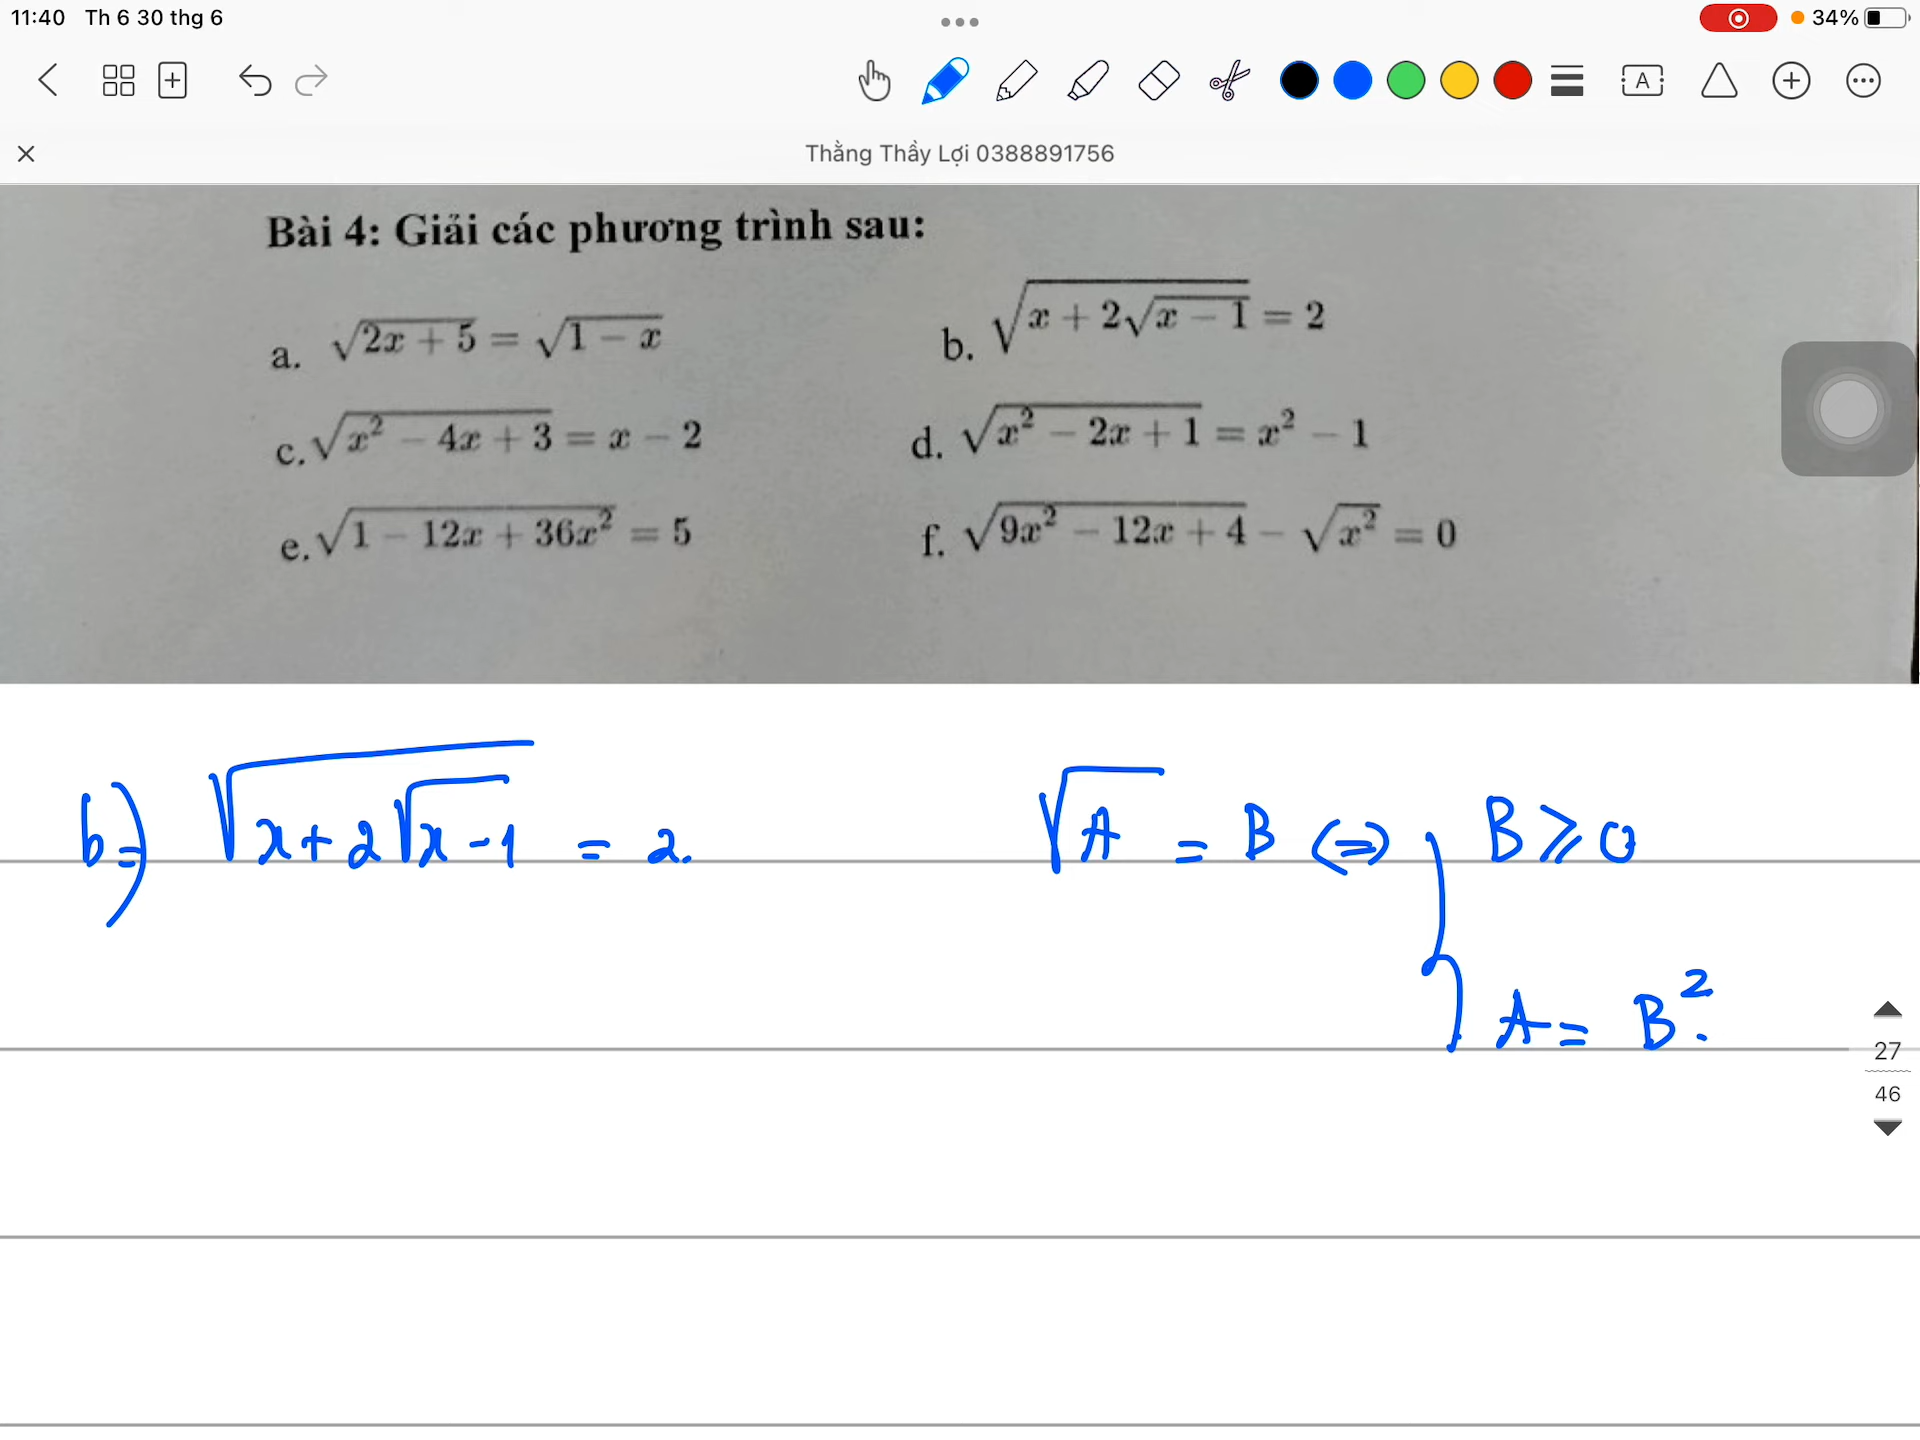 11:40 Th 6 30 thg 6 34%
A
Thằng Thầy Lợi 0388891756
Bài 4: Giải các phương trình sau:
a. √(2x + 5) = √(1 − x) b. √(x + 2√(x − 1)) = 2
c. √(x² − 4x + 3) = x − 2 d. √(x² − 2x + 1) = x² − 1
e. √(1 − 12x + 36x²) = 5 f. √(9x² − 12x + 4) − √(x²) = 0
b=) √(x+2√(x-1)) = 2. √A = B (=) { B ⩾ 0
A = B².
27
46